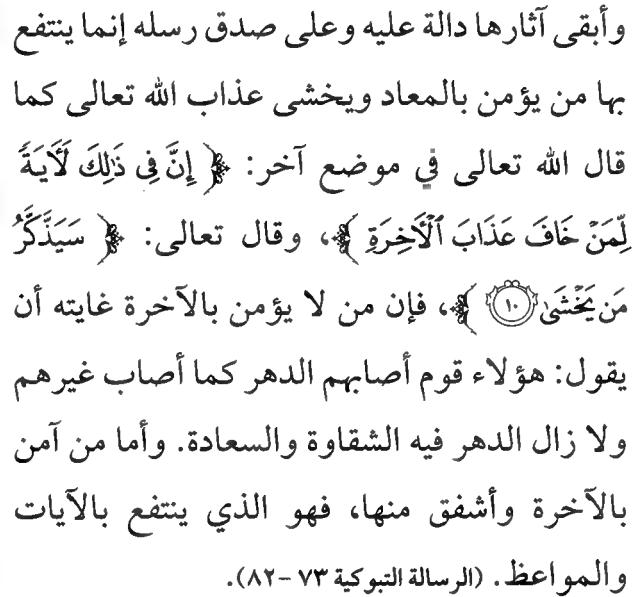 وأبقى آثارها دالة عليه وعلى صدق رسله إنما ينتفع
بها من يؤمن بالمعاد ويخشى عذاب الله تعالى كما
قال الله تعالى في موضع آخر: ﴿ إِنَّ فِي ذَٰلِكَ لَآيَةً
لِّمَنْ خَافَ عَذَابَ ٱلْآخِرَةِ ﴾، وقال تعالى: ﴿ سَيَذَّكَّرُ
مَن يَخْشَىٰ ١٠ ﴾، فإن من لا يؤمن بالآخرة غايته أن
يقول: هؤلاء قوم أصابهم الدهر كما أصاب غيرهم
ولا زال الدهر فيه الشقاوة والسعادة. وأما من آمن
بالآخرة وأشفق منها، فهو الذي ينتفع بالآيات
والمواعظ. (الرسالة التبوكية ٧٣ -٨٢).